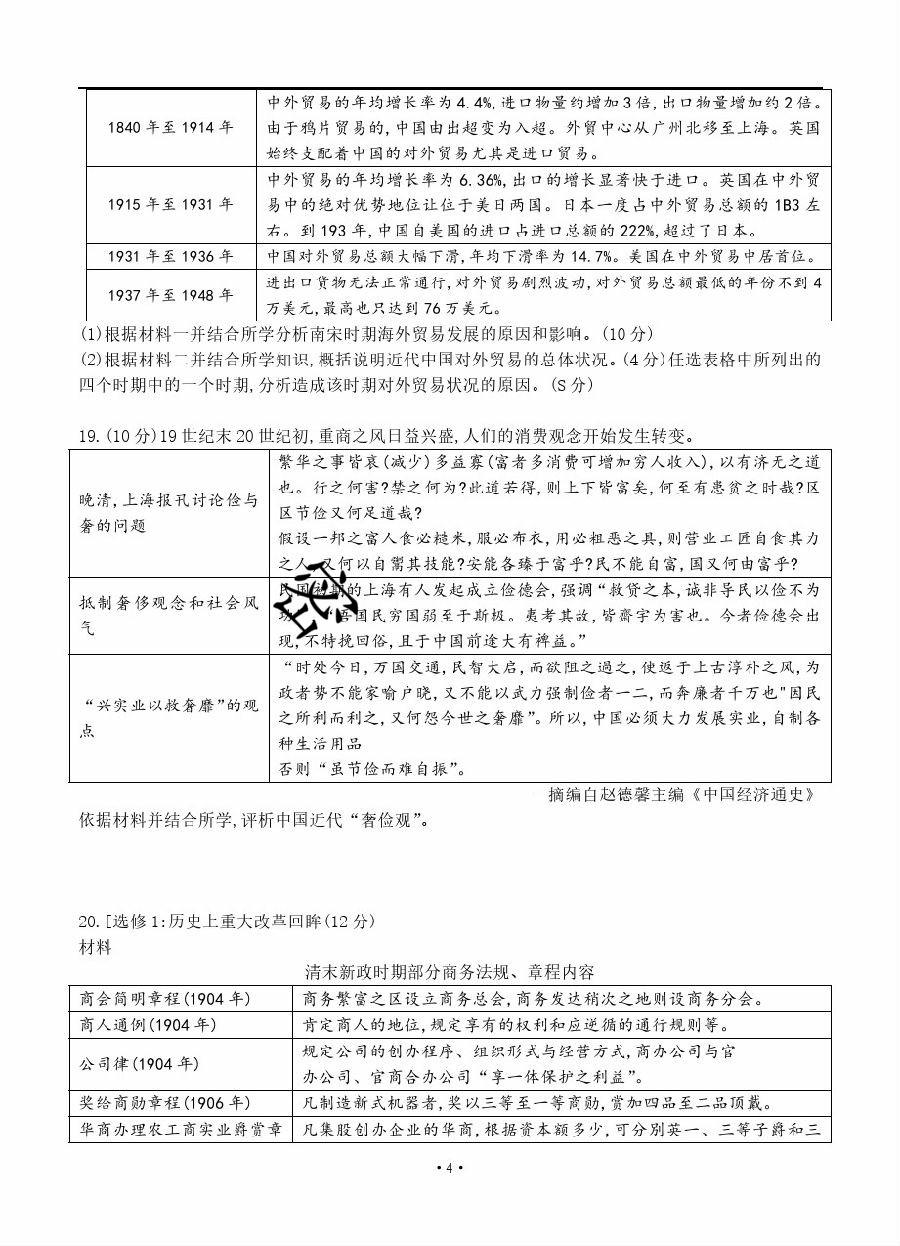 1840 年至 1914 年
中外贸易的年均增长率为 4.4%,进口物量约增加 3 倍,出口物量增加约 2 倍。
由于鸦片贸易的,中国由出超变为入超。外貿中心从广州北移至上海。英国
始终支配着中国的对外贸易尤其是进口贸易。
1915 年至 1931 年
中外贸易的年均增长率为 6.36%,出口的增长显著快于进口。英国在中外贸
易中的绝对优势地位让位于美日两国。日本一度占中外贸易总额的 1B3 左
右。到 193 年,中国自美国的进口占进口总额的 222%,超过了日本。
1931 年至 1936 年
中国对外贸易总额大幅下滑,年均下滑率为 14.7%。美国在中外贸易中居首位。
1937 年至 1948 年
进出口货物无法正常通行,对外贸易剧烈波动,对外贸易总额最低的年份不到 4
万美元,最高也只达到 76 万美元。
(1)根据材料一并结合所学分析南宋时期海外贸易发展的原因和影响。(10 分)
(2)根据材料二并结合所学知识,概括说明近代中国对外贸易的总体状况。(4 分)任选表格中所列出的
四个时期中的一个时期,分析造成该时期对外贸易状况的原因。(S 分)
19.(10 分)19 世纪末 20 世纪初,重商之风日益兴盛,人们的消费观念开始发生转变。
晚清,上海报刊讨论俭与
奢的问题
繁华之事皆哀(减少)多益寡(富者多消费可增加穷人收入),以有济无之道
也。行之何害?禁之何为?此道若得,则上下皆富矣,何至有患贫之时哉?区
区节俭又何足道哉?
假设一邦之富人食必糙米,服必布衣,用必粗恶之具,则营业工匠自食其力
之人,又何以自鬻其技能?安能各臻于富乎?民不能自富,国又何由富乎?
抵制奢侈观念和社会风
气
民国初期的上海有人发起成立俭德会,强调“救贷之本,诚非导民以俭不为
功“吾国民穷国弱至于斯极。夷考其故,皆奢字为害也。今者俭德会出
现,不特挽回俗,且于中国前途大有裨益。”
“兴实业以救奢靡”的观
点
“时处今日,万国交通,民智大启,而欲阻之遏之,使返于上古淳朴之风,为
政者势不能家喻户晓,又不能以武力强制俭者一二,而奔廉者千万也"因民
之所利而利之,又何怨今世之奢靡”。所以,中国必须大力发展实业,自制各
种生活用品
否则“虽节俭而难自振”。
摘编自赵德馨主编《中国经济通史》
依据材料并结合所学,评析中国近代“奢俭观”。
20.[选修 1:历史上重大改革回眸(12 分)
材料
清末新政时期部分商务法规、章程内容
商会简明章程(1904 年)
商务繁富之区设立商务总会,商务发达稍次之地则设商务分会。
商人通例(1904 年)
肯定商人的地位,规定享有的权利和应逆循的通行规则等。
公司律(1904 年)
规定公司的创办程序、组织形式与经营方式,商办公司与官
办公司、官商合办公司“享一体保护之利益”。
奖给商勋章程(1906 年)
凡制造新式机器者,奖以三等至一等商勋,赏加四品至二品顶戴。
华商办理农工商实业爵赏章
凡集股创办企业的华商,根据资本额多少,可分别英一、三等子爵和三
·4·
密